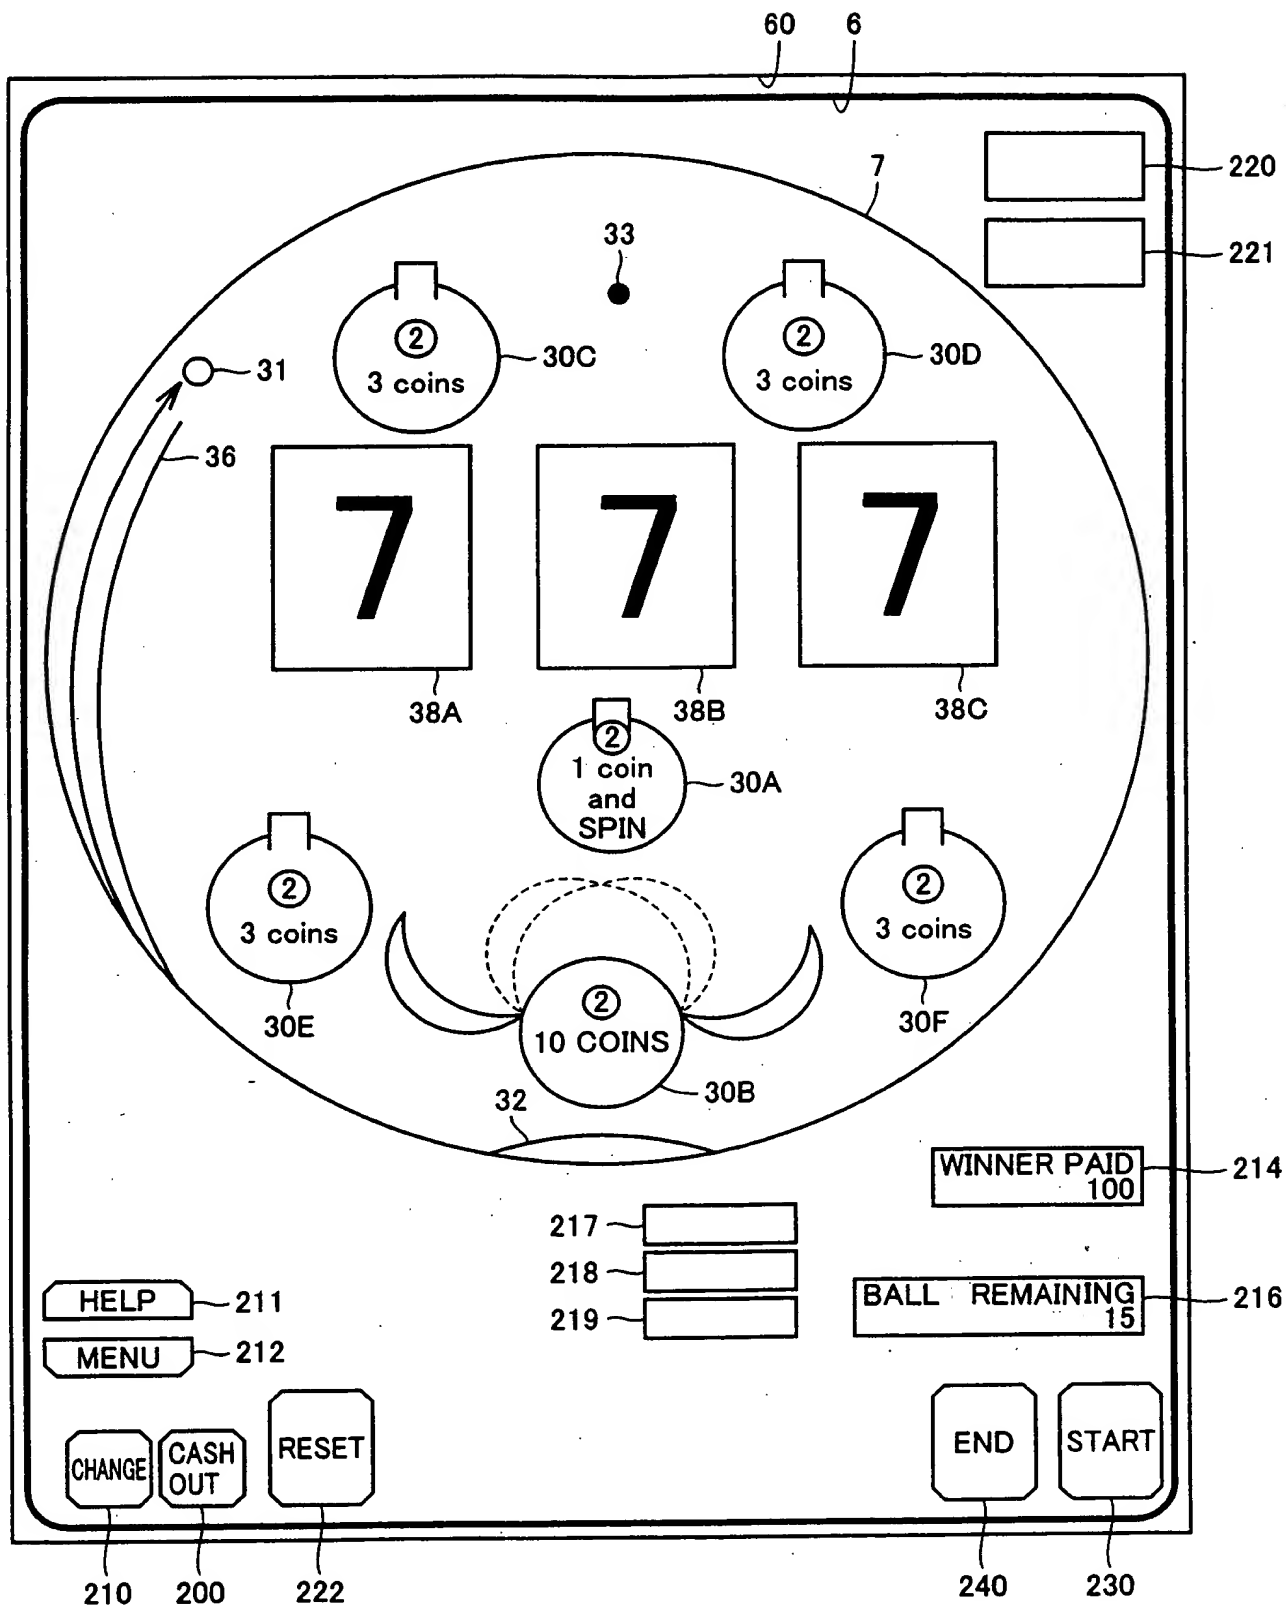 60 6
220
7
33
221
② ②
31 30C 30D
3 coins 3 coins
36
7 7 7
38A 38B 38C
②
1 coin
30A
and
SPIN
② ②
3 coins 3 coins
②
30E 30F
10 COINS
30B
32
WINNER PAID 214
100
217
218
HELP 211
BALL REMAINING 216
15
219
MENU 212
RESET END START
CHANGE
CASH
OUT
210 200 222 240 230